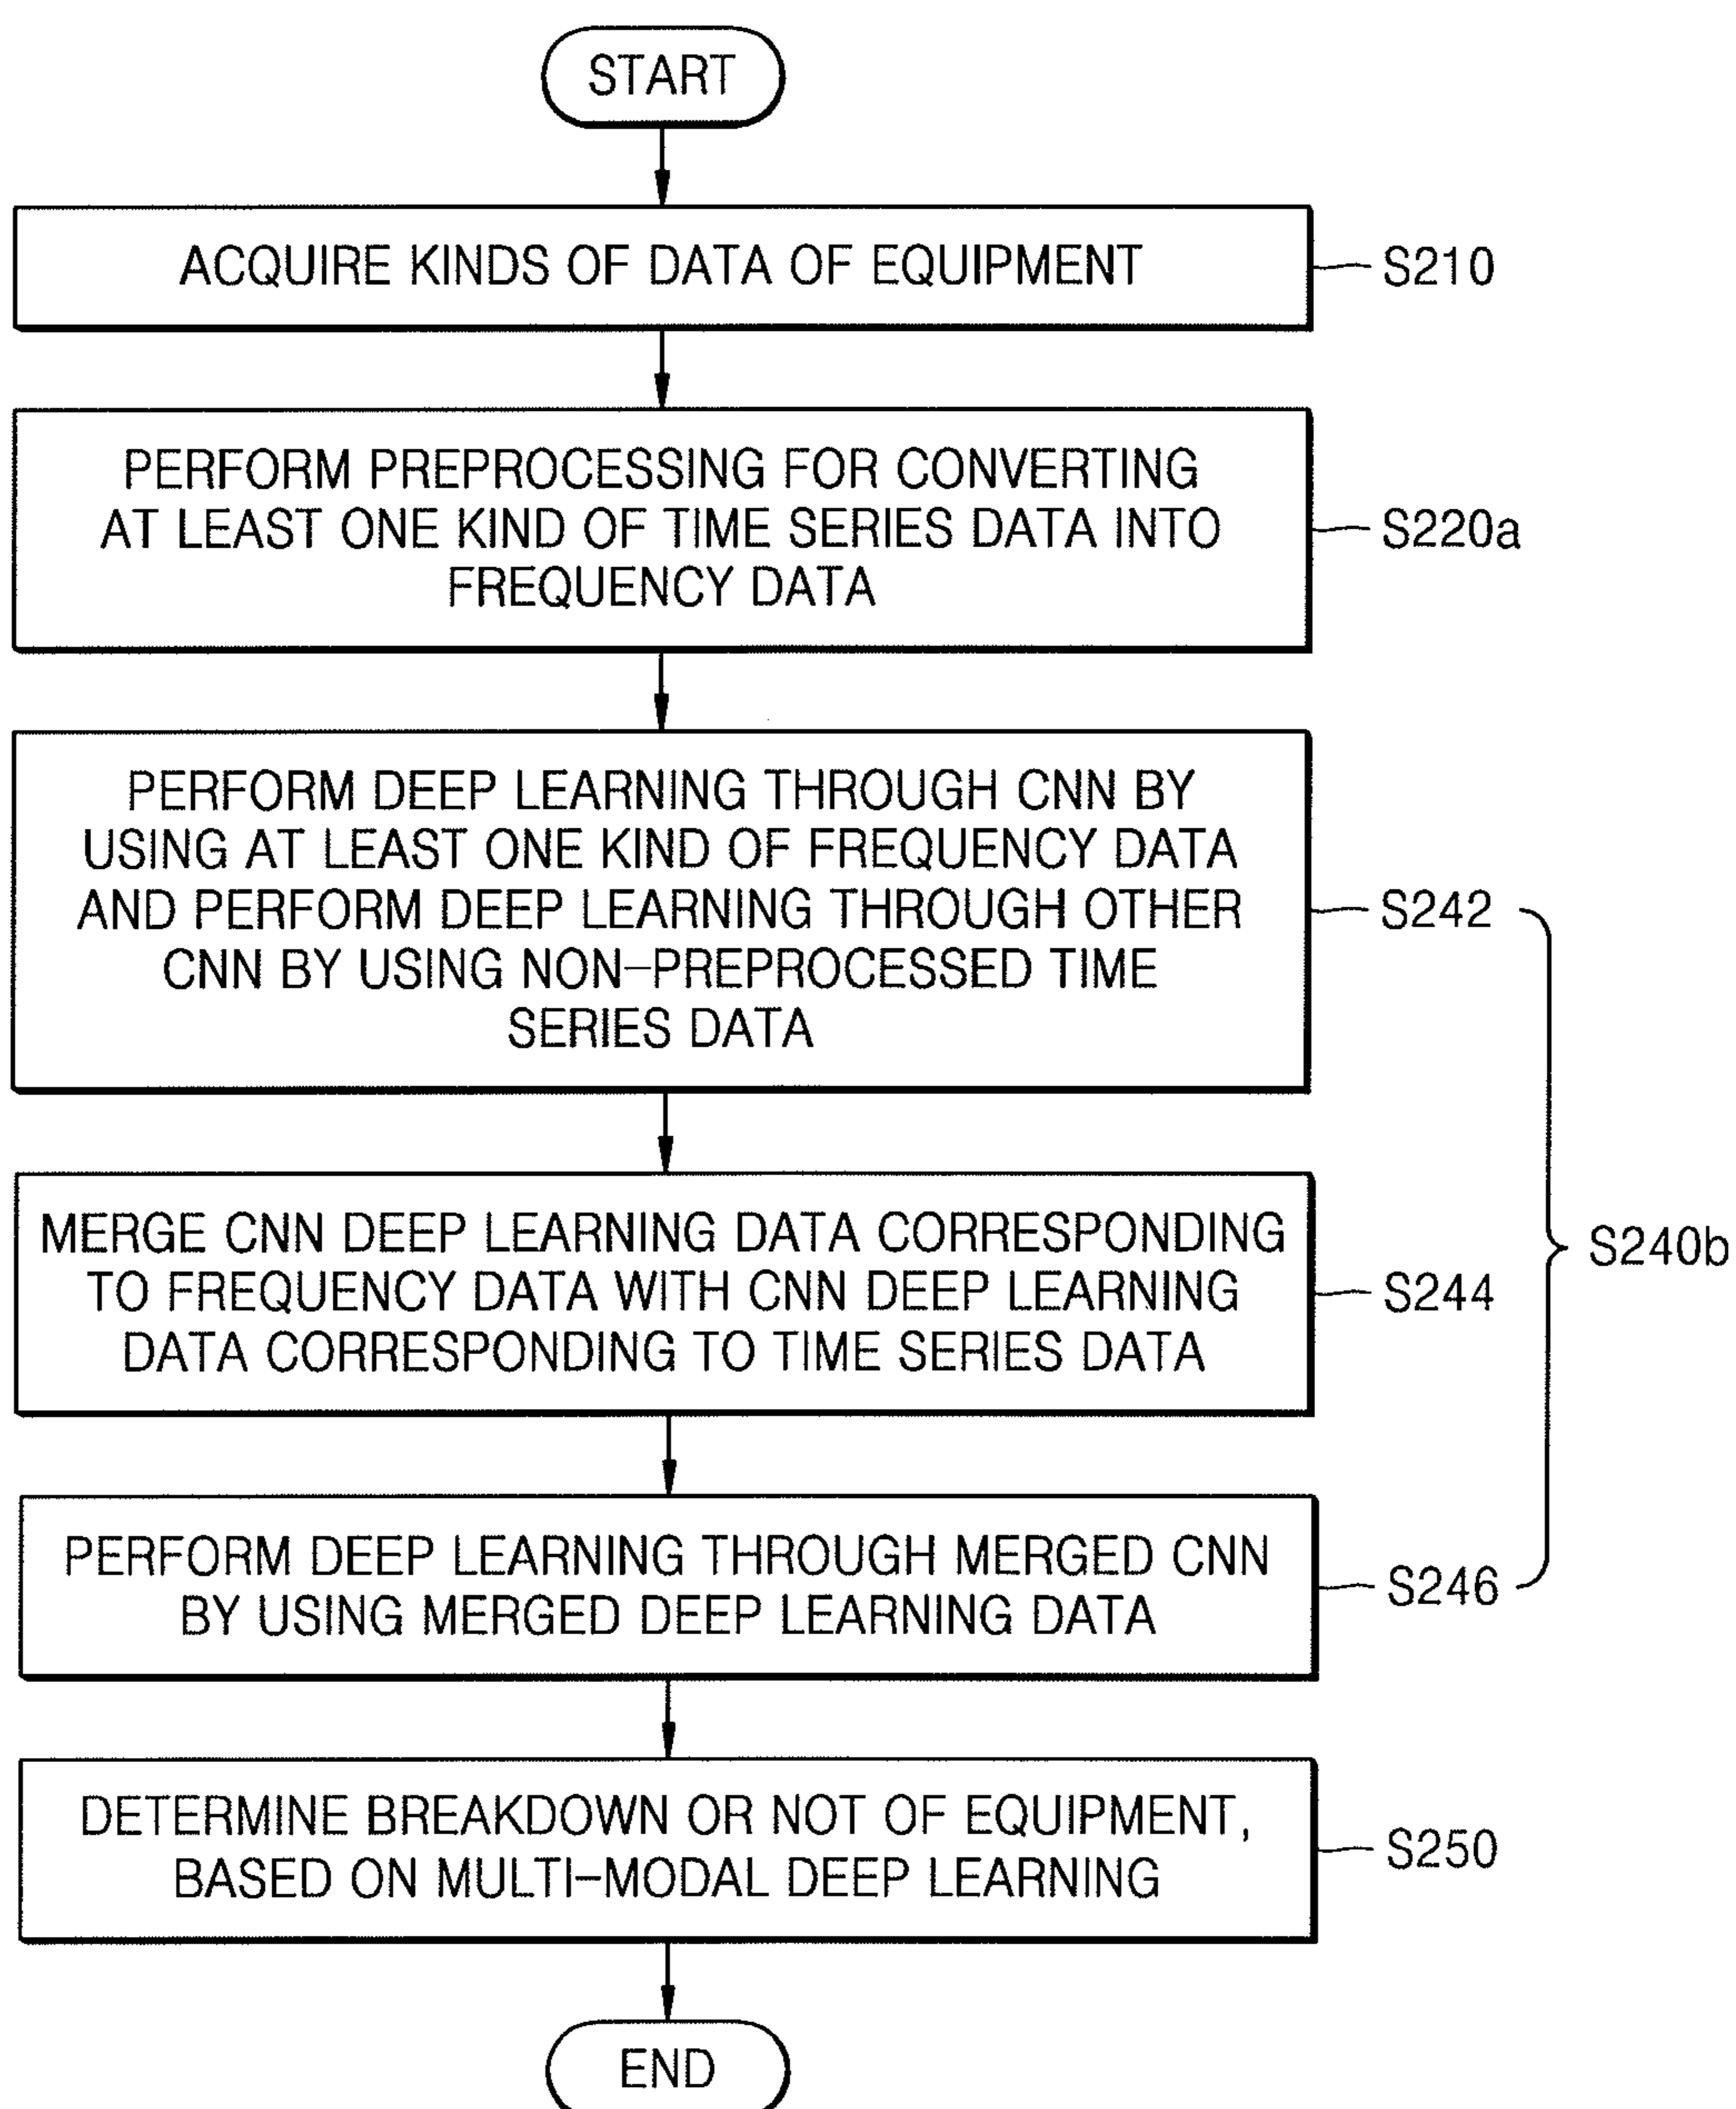 START
ACQUIRE KINDS OF DATA OF EQUIPMENT
S210
PERFORM PREPROCESSING FOR CONVERTING
AT LEAST ONE KIND OF TIME SERIES DATA INTO
FREQUENCY DATA
S220a
PERFORM DEEP LEARNING THROUGH CNN BY
USING AT LEAST ONE KIND OF FREQUENCY DATA
AND PERFORM DEEP LEARNING THROUGH OTHER
CNN BY USING NON-PREPROCESSED TIME
SERIES DATA
S242
MERGE CNN DEEP LEARNING DATA CORRESPONDING
TO FREQUENCY DATA WITH CNN DEEP LEARNING
DATA CORRESPONDING TO TIME SERIES DATA
S244
S240b
PERFORM DEEP LEARNING THROUGH MERGED CNN
BY USING MERGED DEEP LEARNING DATA
S246
DETERMINE BREAKDOWN OR NOT OF EQUIPMENT,
BASED ON MULTI-MODAL DEEP LEARNING
S250
END